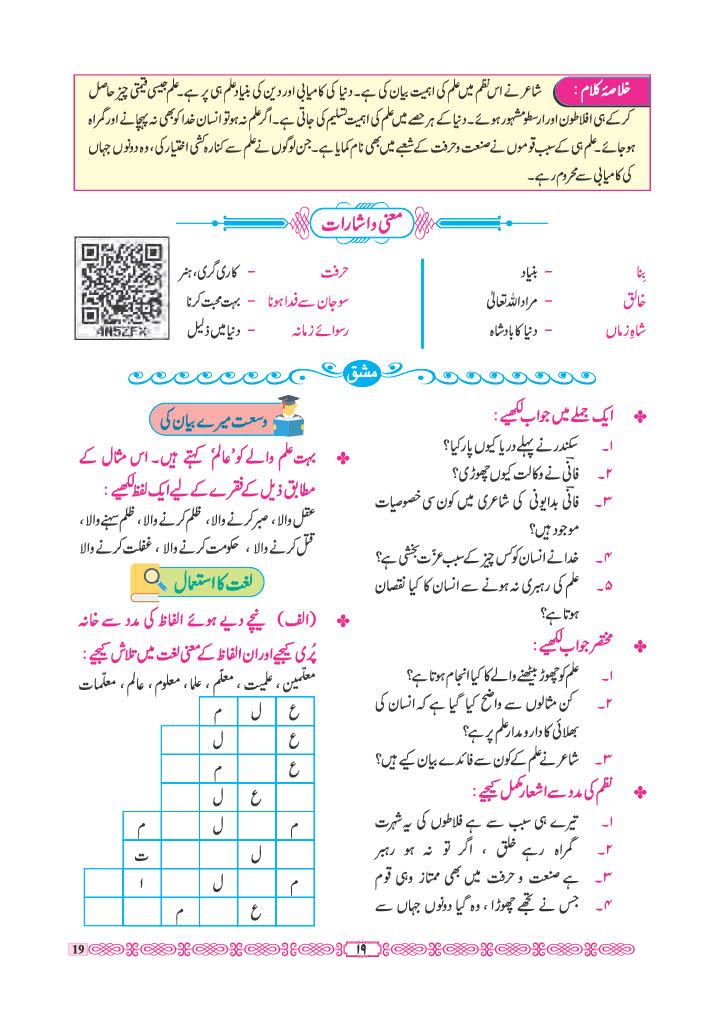 خلاصۂ کلام : شاعر نے اس نظم میں علم کی اہمیت بیان کی ہے۔ دنیا کی کامیابی اور دین کی بنیاد علم ہی پر ہے۔ علم جیسی قیمتی چیز حاصل
کر کے ہی افلاطون اور ارسطو مشہور ہوئے۔ دنیا کے ہر حصے میں علم کی اہمیت تسلیم کی جاتی ہے۔ اگر علم نہ ہو تو انسان خدا کو بھی نہ پہچانے اور گمراہ
ہو جائے۔ علم ہی کے سبب قوموں نے صنعت و حرفت کے شعبے میں بھی نام کمایا ہے۔ جن لوگوں نے علم سے کنارہ کشی اختیار کی، وہ دونوں جہاں
کی کامیابی سے محروم رہے۔
معنی و اشارات
بِنا – بنیاد
خالق – مراد اللہ تعالیٰ
شاہِ زماں – دنیا کا بادشاہ
حرفت – کاری گری، ہنر
سو جان سے فدا ہونا – بہت محبت کرنا
رسوائے زمانہ – دنیا میں ذلیل
4N5ZFX
مشق
ایک جملے میں جواب لکھیے :
۱۔ سکندر نے پہلے دریا کیوں پار کیا؟
۲۔ فانیؔ نے وکالت کیوں چھوڑی؟
۳۔ فانیؔ بدایونی کی شاعری میں کون سی خصوصیات
موجود ہیں؟
۴۔ خدا نے انسان کو کس چیز کے سبب عزّت بخشی ہے؟
۵۔ علم کی رہبری نہ ہونے سے انسان کا کیا نقصان
ہوتا ہے؟
مختصر جواب لکھیے :
۱۔ علم کو چھوڑ بیٹھنے والے کا کیا انجام ہوتا ہے؟
۲۔ کن مثالوں سے واضح کیا گیا ہے کہ انسان کی
بھلائی کا دار و مدار علم پر ہے؟
۳۔ شاعر نے علم کے کون سے فائدے بیان کیے ہیں؟
نظم کی مدد سے اشعار مکمل کیجیے :
۱۔ تیرے ہی سبب سے ہے فلاطوں کی یہ شہرت
۲۔ گمراہ رہے خلق ، اگر تو نہ ہو رہبر
۳۔ ہے صنعت و حرفت میں بھی ممتاز وہی قوم
۴۔ جس نے تجھے چھوڑا ، وہ گیا دونوں جہاں سے
وسعت میرے بیان کی
بہت علم والے کو 'عالم' کہتے ہیں۔ اس مثال کے
مطابق ذیل کے فقرے کے لیے ایک لفظ لکھیے :
عقل والا ، صبر کرنے والا ، ظلم کرنے والا ، ظلم سہنے والا ،
قتل کرنے والا ، حکومت کرنے والا ، غفلت کرنے والا
لغت کا استعمال
(الف) نیچے دیے ہوئے الفاظ کی مدد سے خانہ
پُری کیجیے اور ان الفاظ کے معنی لغت میں تلاش کیجیے :
معلّمین ، علمیت ، معلّم ، علما ، معلوم ، عالم ، معلمات
ع ل م
ع ل
ع م
ع ل
م ل م
ل ت
م ل ا
ع م
19
۱۹